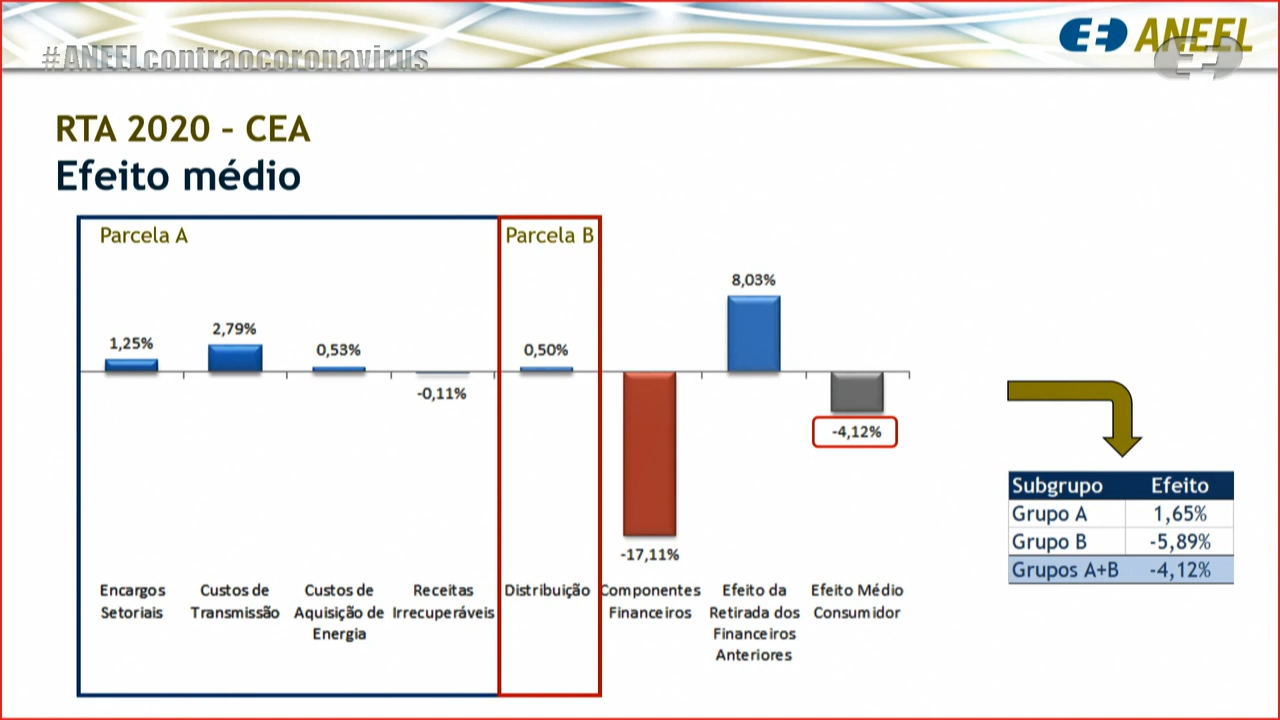 #ANEELcontraocoronavirus
ANEEL
RTA 2020 – CEA
Efeito médio
Parcela A
Parcela B
1,25%
2,79%
0,53%
-0,11%
0,50%
-17,11%
8,03%
-4,12%
Encargos
Setoriais
Custos de
Transmissão
Custos de
Aquisição de
Energia
Receitas
Irrecuperáveis
Distribuição
Componentes
Financeiros
Efeito da
Retirada dos
Financeiros
Anteriores
Efeito Médio
Consumidor
Subgrupo Efeito
Grupo A 1,65%
Grupo B -5,89%
Grupos A+B -4,12%